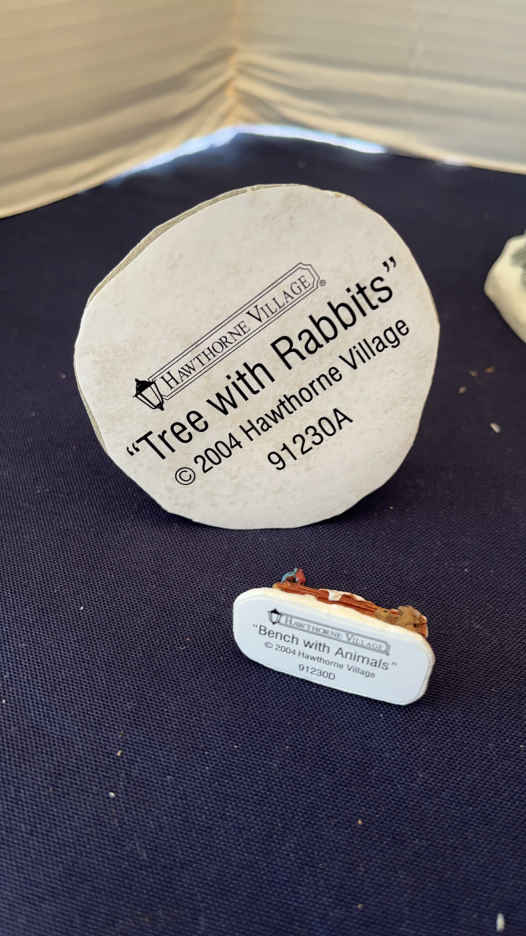 HAWTHORNE VILLAGE®
“Tree with Rabbits”
© 2004 Hawthorne Village
91230A
HAWTHORNE VILLAGE
“Bench with Animals”
© 2004 Hawthorne Village
91230D